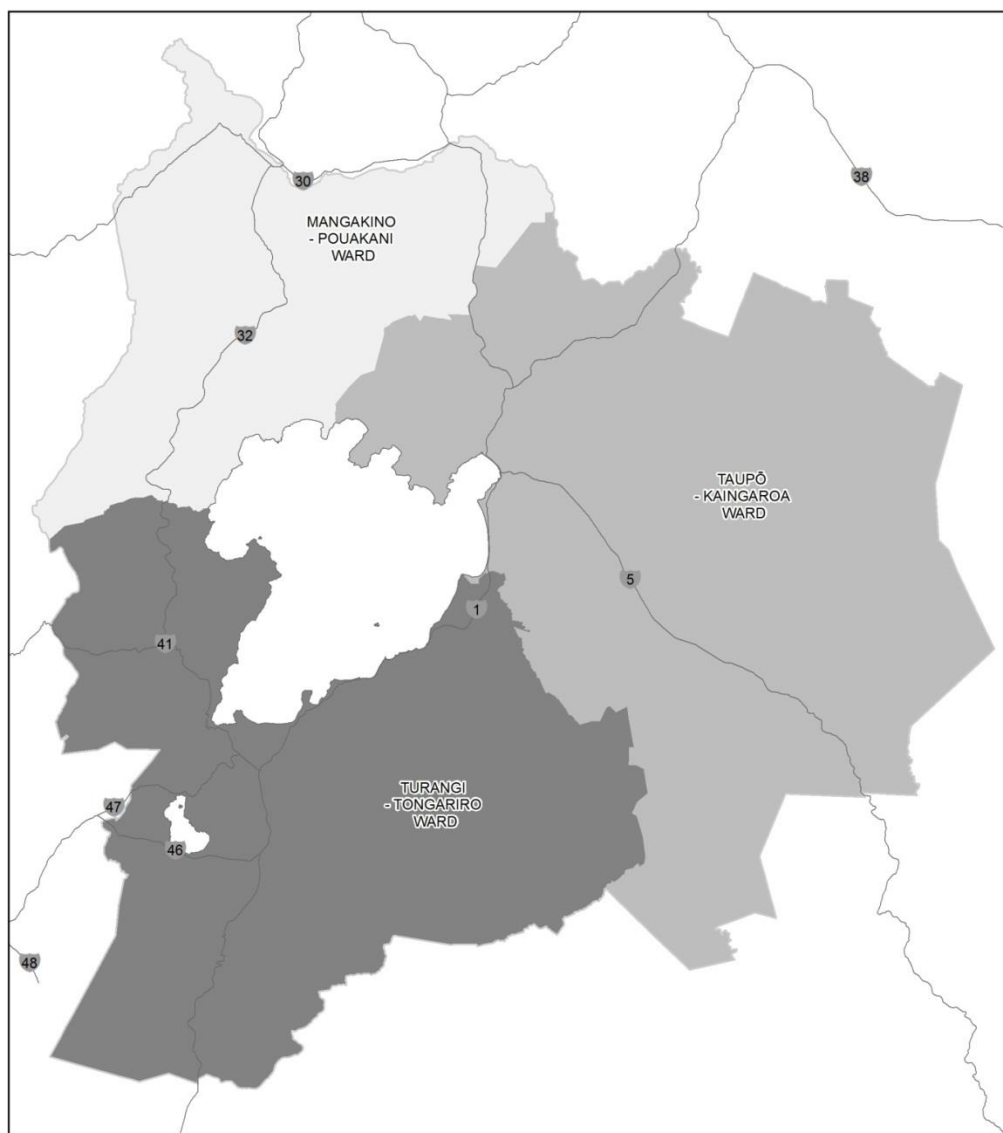 30
38
MANGAKINO
- POUAKANI
WARD
32
TAUPŌ
- KAINGAROA
WARD
5
1
41
TURANGI
- TONGARIRO
WARD
47
46
48